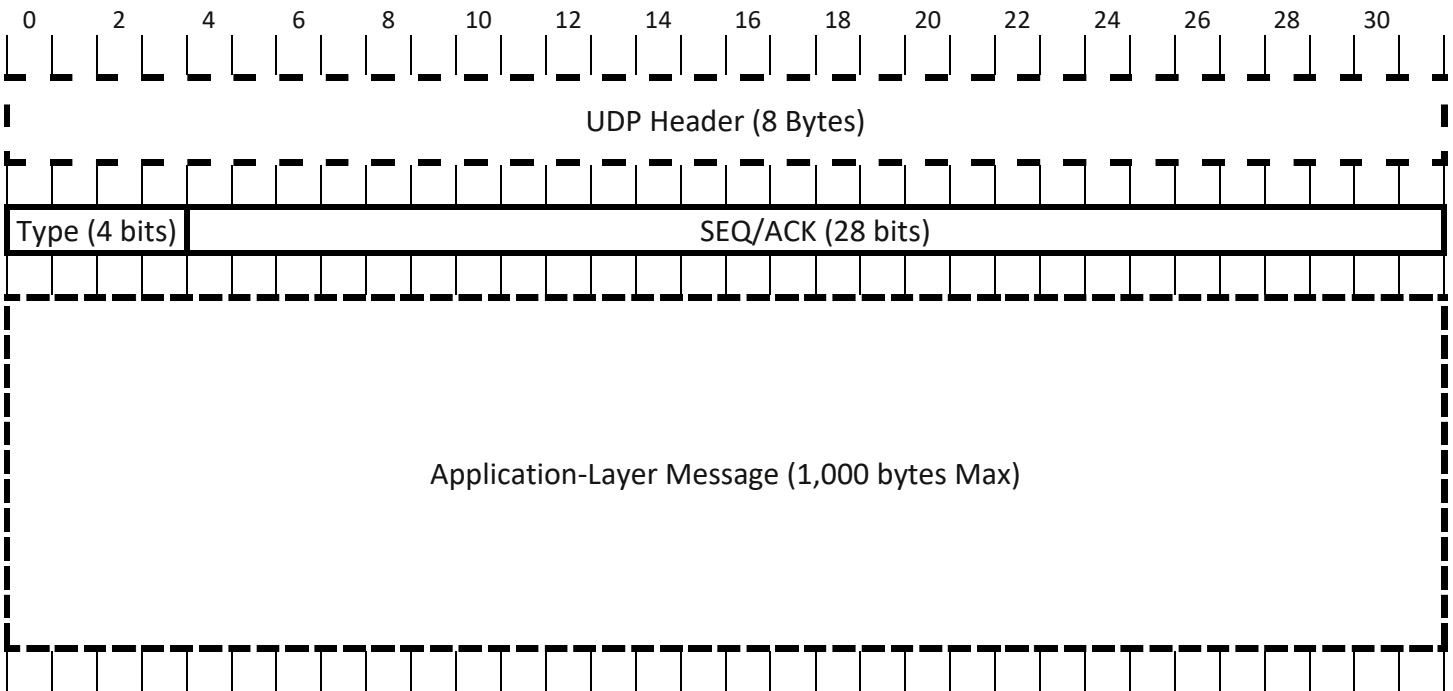 0 2 4 6 8 10 12 14 16 18 20 22 24 26 28 30
UDP Header (8 Bytes)
Type (4 bits) SEQ/ACK (28 bits)
Application-Layer Message (1,000 bytes Max)